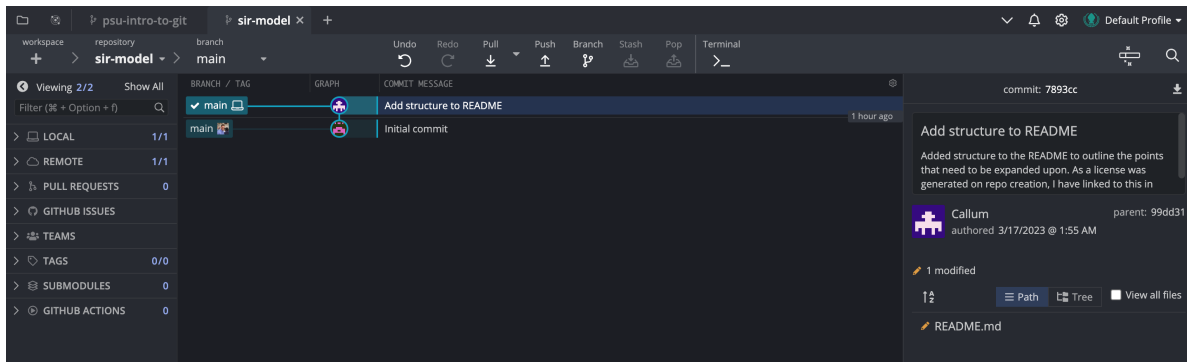 psu-intro-to-git
sir-model
Default Profile
workspace
repository
sir-model
branch
main
Undo
Redo
Pull
Push
Branch
Stash
Pop
Terminal
Viewing 2/2
Show All
Filter (⌘ + Option + f)
LOCAL 1/1
REMOTE 1/1
PULL REQUESTS 0
GITHUB ISSUES
TEAMS
TAGS 0/0
SUBMODULES 0
GITHUB ACTIONS 0
BRANCH / TAG
GRAPH
COMMIT MESSAGE
main
Add structure to README
1 hour ago
main
Initial commit
commit: 7893cc
Add structure to README
Added structure to the README to outline the points
that need to be expanded upon. As a license was
generated on repo creation, I have linked to this in
Callum
parent: 99dd31
authored 3/17/2023 @ 1:55 AM
1 modified
Path
Tree
View all files
README.md